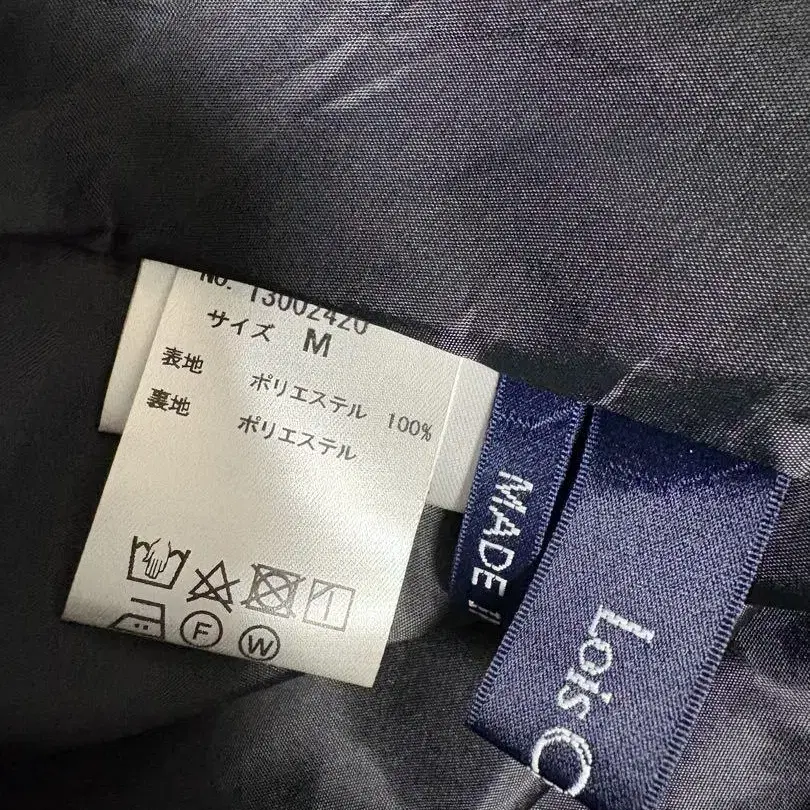 No. 13002420
サイズ M
表地 ポリエステル 100%
裏地 ポリエステル
F W
MADE
Lois C